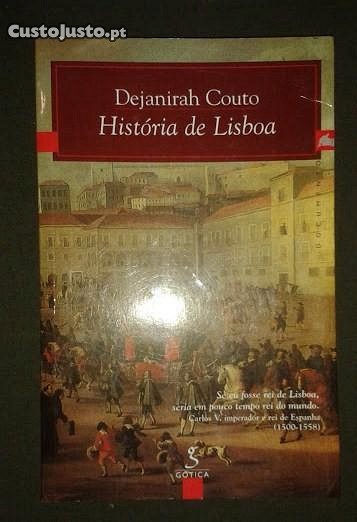 CustoJusto.pt
Dejanirah Couto
História de Lisboa
DOCUMENTO
Se eu fosse rei de Lisboa,
seria em pouco tempo rei do mundo.
Carlos V, imperador e rei de Espanha
(1500-1558)
g
GÓTICA